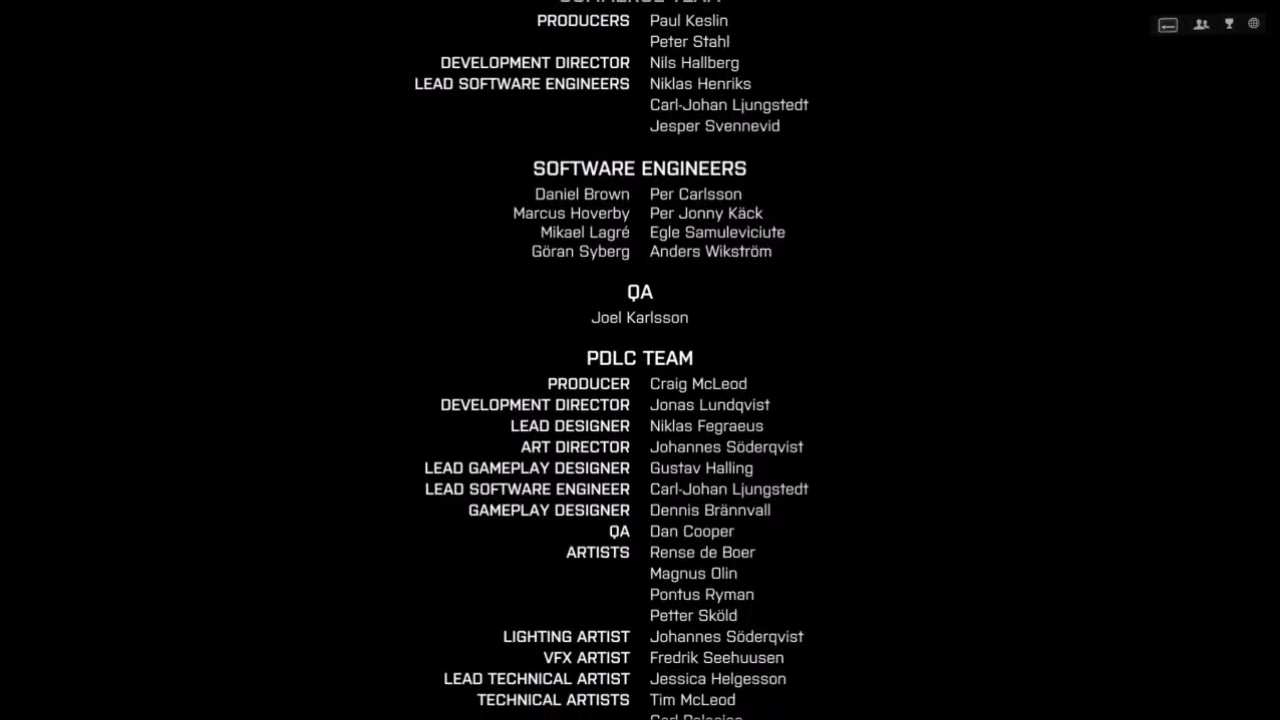 COMMERCE TEAM
PRODUCERS Paul Keslin
Peter Stahl
DEVELOPMENT DIRECTOR Nils Hallberg
LEAD SOFTWARE ENGINEERS Niklas Henriks
Carl-Johan Ljungstedt
Jesper Svennevid
SOFTWARE ENGINEERS
Daniel Brown Per Carlsson
Marcus Hoverby Per Jonny Käck
Mikael Lagré Egle Samuleviciute
Göran Syberg Anders Wikström
QA
Joel Karlsson
PDLC TEAM
PRODUCER Craig McLeod
DEVELOPMENT DIRECTOR Jonas Lundqvist
LEAD DESIGNER Niklas Fegraeus
ART DIRECTOR Johannes Söderqvist
LEAD GAMEPLAY DESIGNER Gustav Halling
LEAD SOFTWARE ENGINEER Carl-Johan Ljungstedt
GAMEPLAY DESIGNER Dennis Brännvall
QA Dan Cooper
ARTISTS Rense de Boer
Magnus Olin
Pontus Ryman
Petter Sköld
LIGHTING ARTIST Johannes Söderqvist
VFX ARTIST Fredrik Seehuusen
LEAD TECHNICAL ARTIST Jessica Helgesson
TECHNICAL ARTISTS Tim McLeod